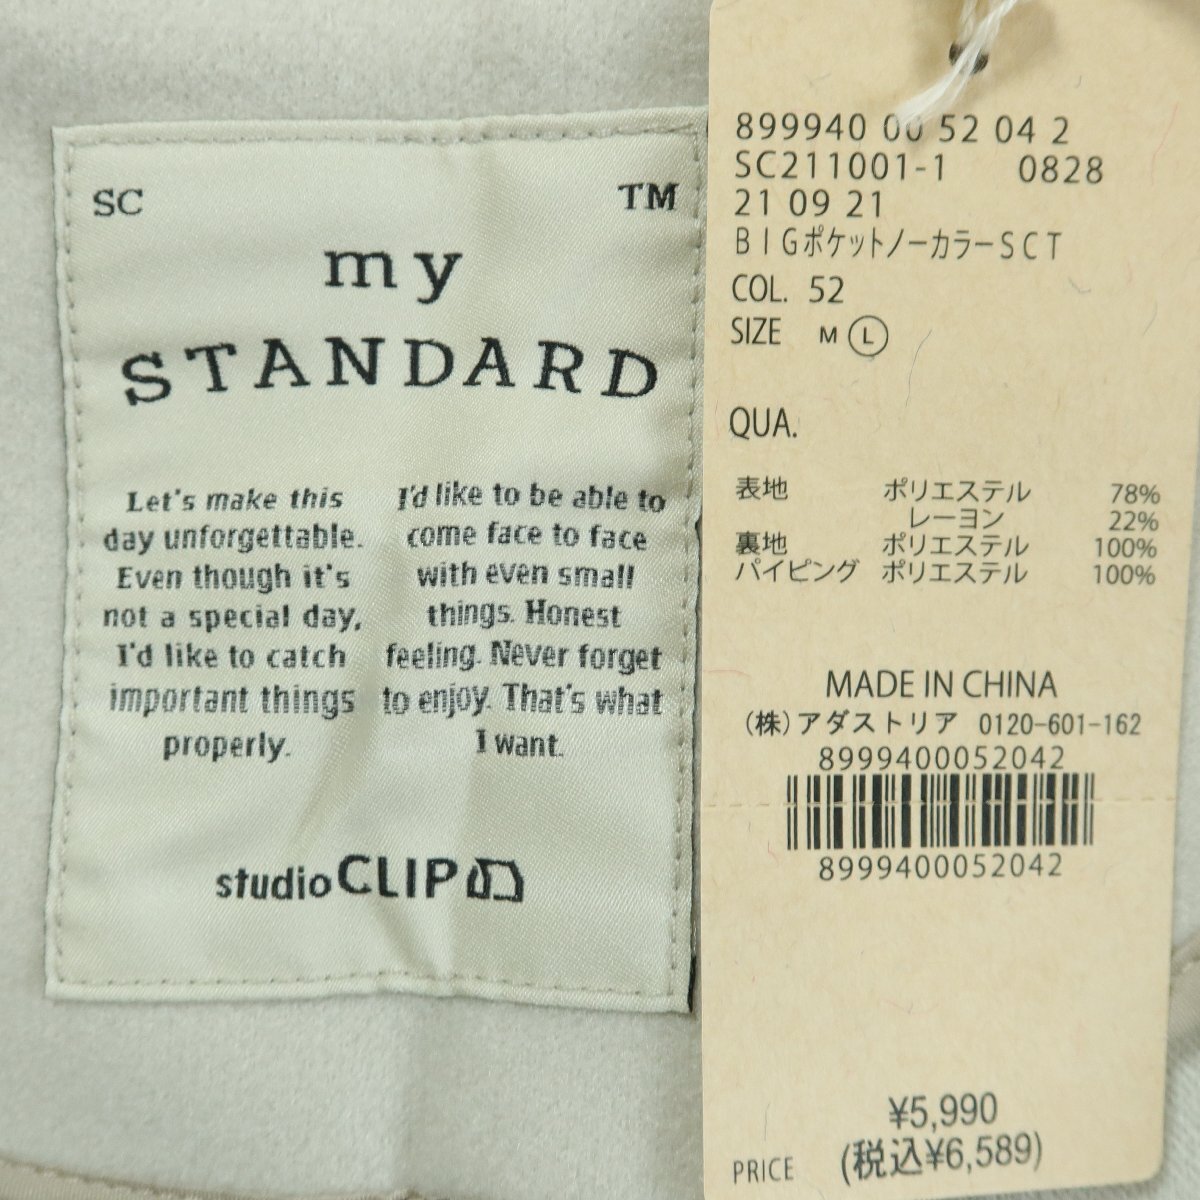 SC TM
my
STANDARD
Let's make this
day unforgettable.
Even though it's
not a special day,
I'd like to catch
important things
properly.
I'd like to be able to
come face to face
with even small
things. Honest
feeling. Never forget
to enjoy. That's what
I want.
studio CLIP
899940 00 52 04 2
SC211001-1 0828
21 09 21
BIGポケットノーカラーSCT
COL. 52
SIZE M L
QUA.
表地 ポリエステル 78%
レーヨン 22%
裏地 ポリエステル 100%
パイピング ポリエステル 100%
MADE IN CHINA
(株)アダストリア 0120-601-162
8999400052042
8999400052042
¥5,990
PRICE (税込¥6,589)